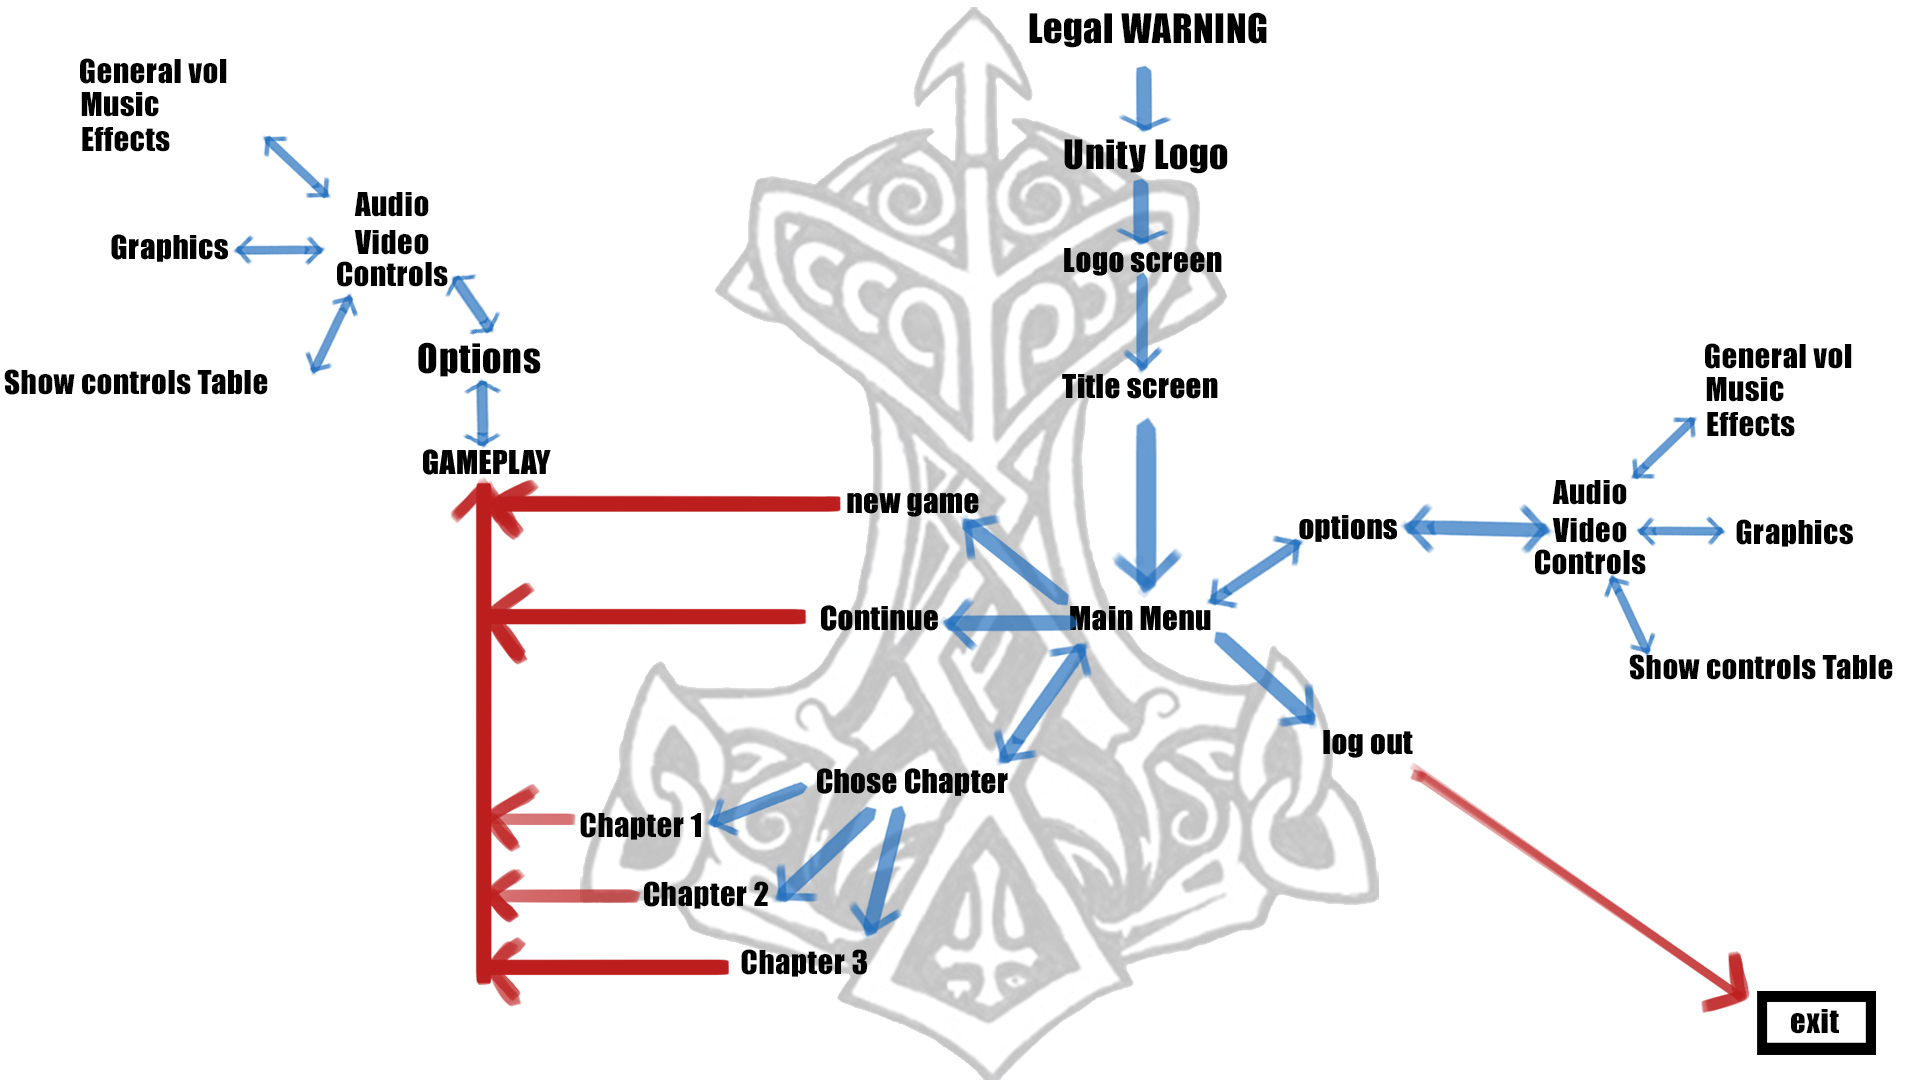 Legal WARNING
Unity Logo
Logo screen
Title screen
General vol
Music
Effects
Audio
Video
Controls
Graphics
Show controls Table
Options
GAMEPLAY
new game
Continue
Main Menu
options
Audio
Video
Controls
General vol
Music
Effects
Graphics
Show controls Table
log out
Chose Chapter
Chapter 1
Chapter 2
Chapter 3
exit